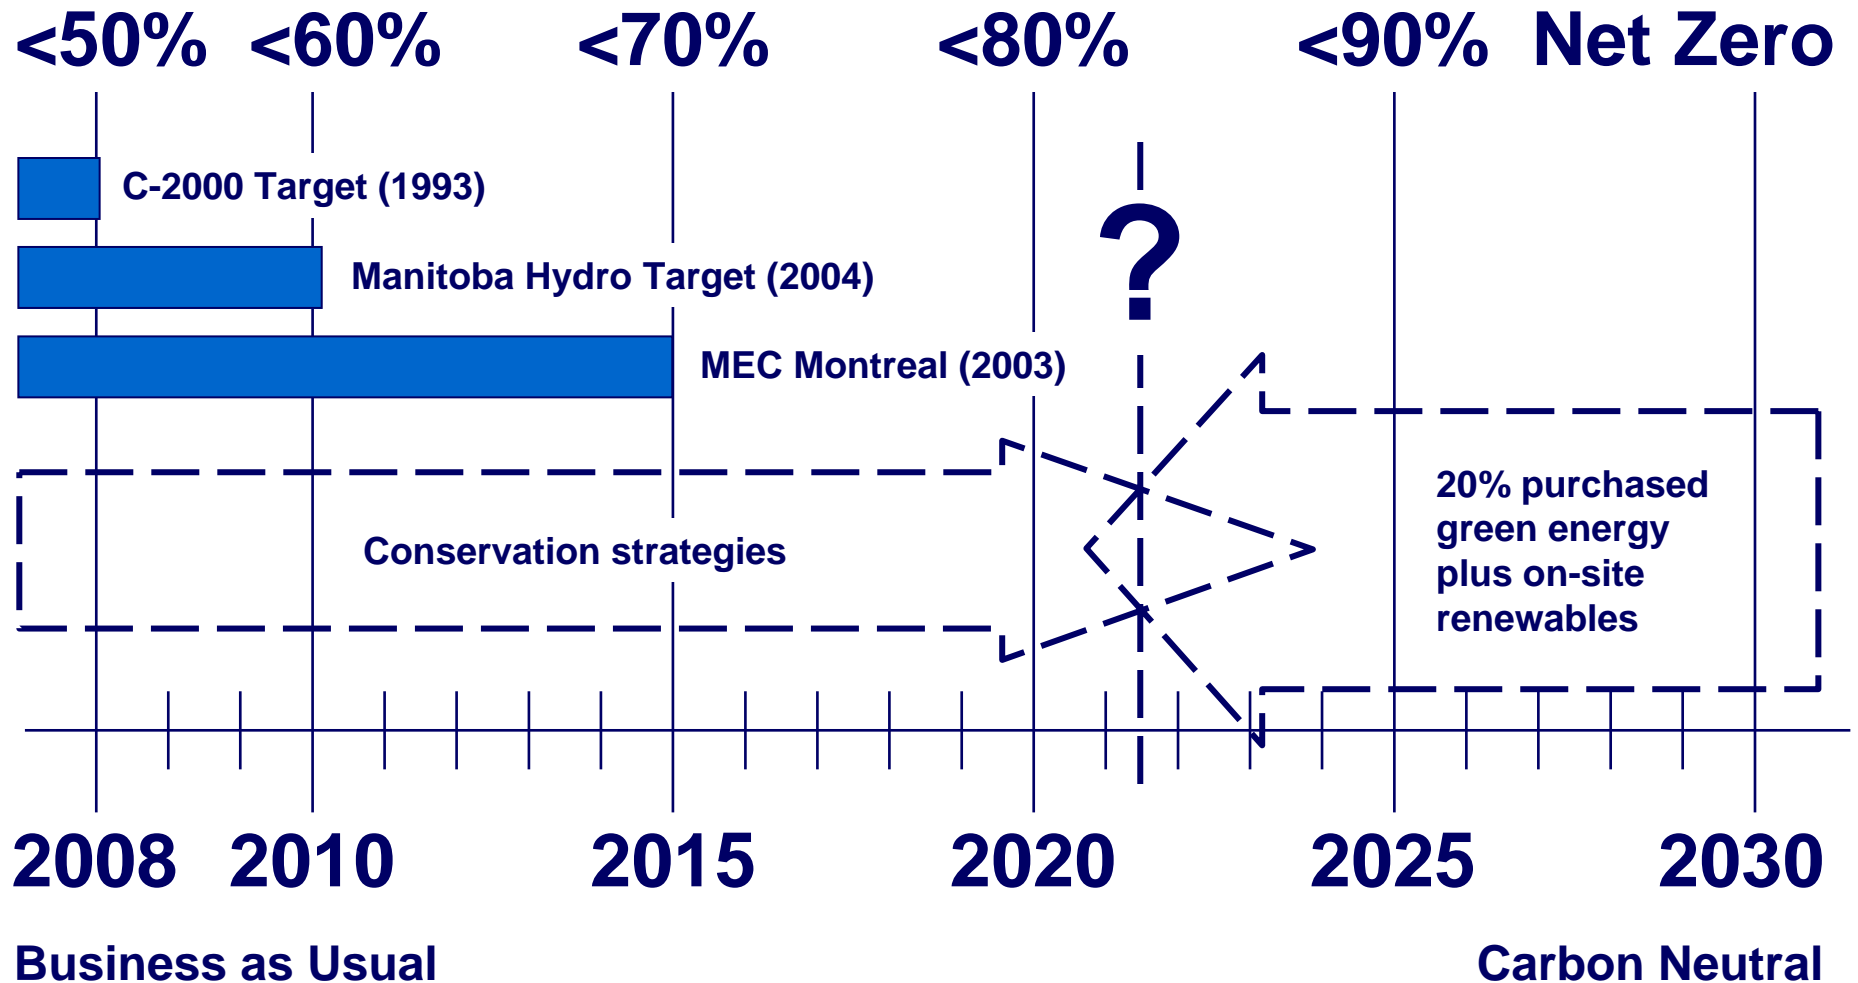 <50% <60% <70% <80% <90% Net Zero
C-2000 Target (1993)
?
Manitoba Hydro Target (2004)
MEC Montreal (2003)
Conservation strategies
20% purchased
green energy
plus on-site
renewables
2008 2010 2015 2020 2025 2030
Business as Usual
Carbon Neutral